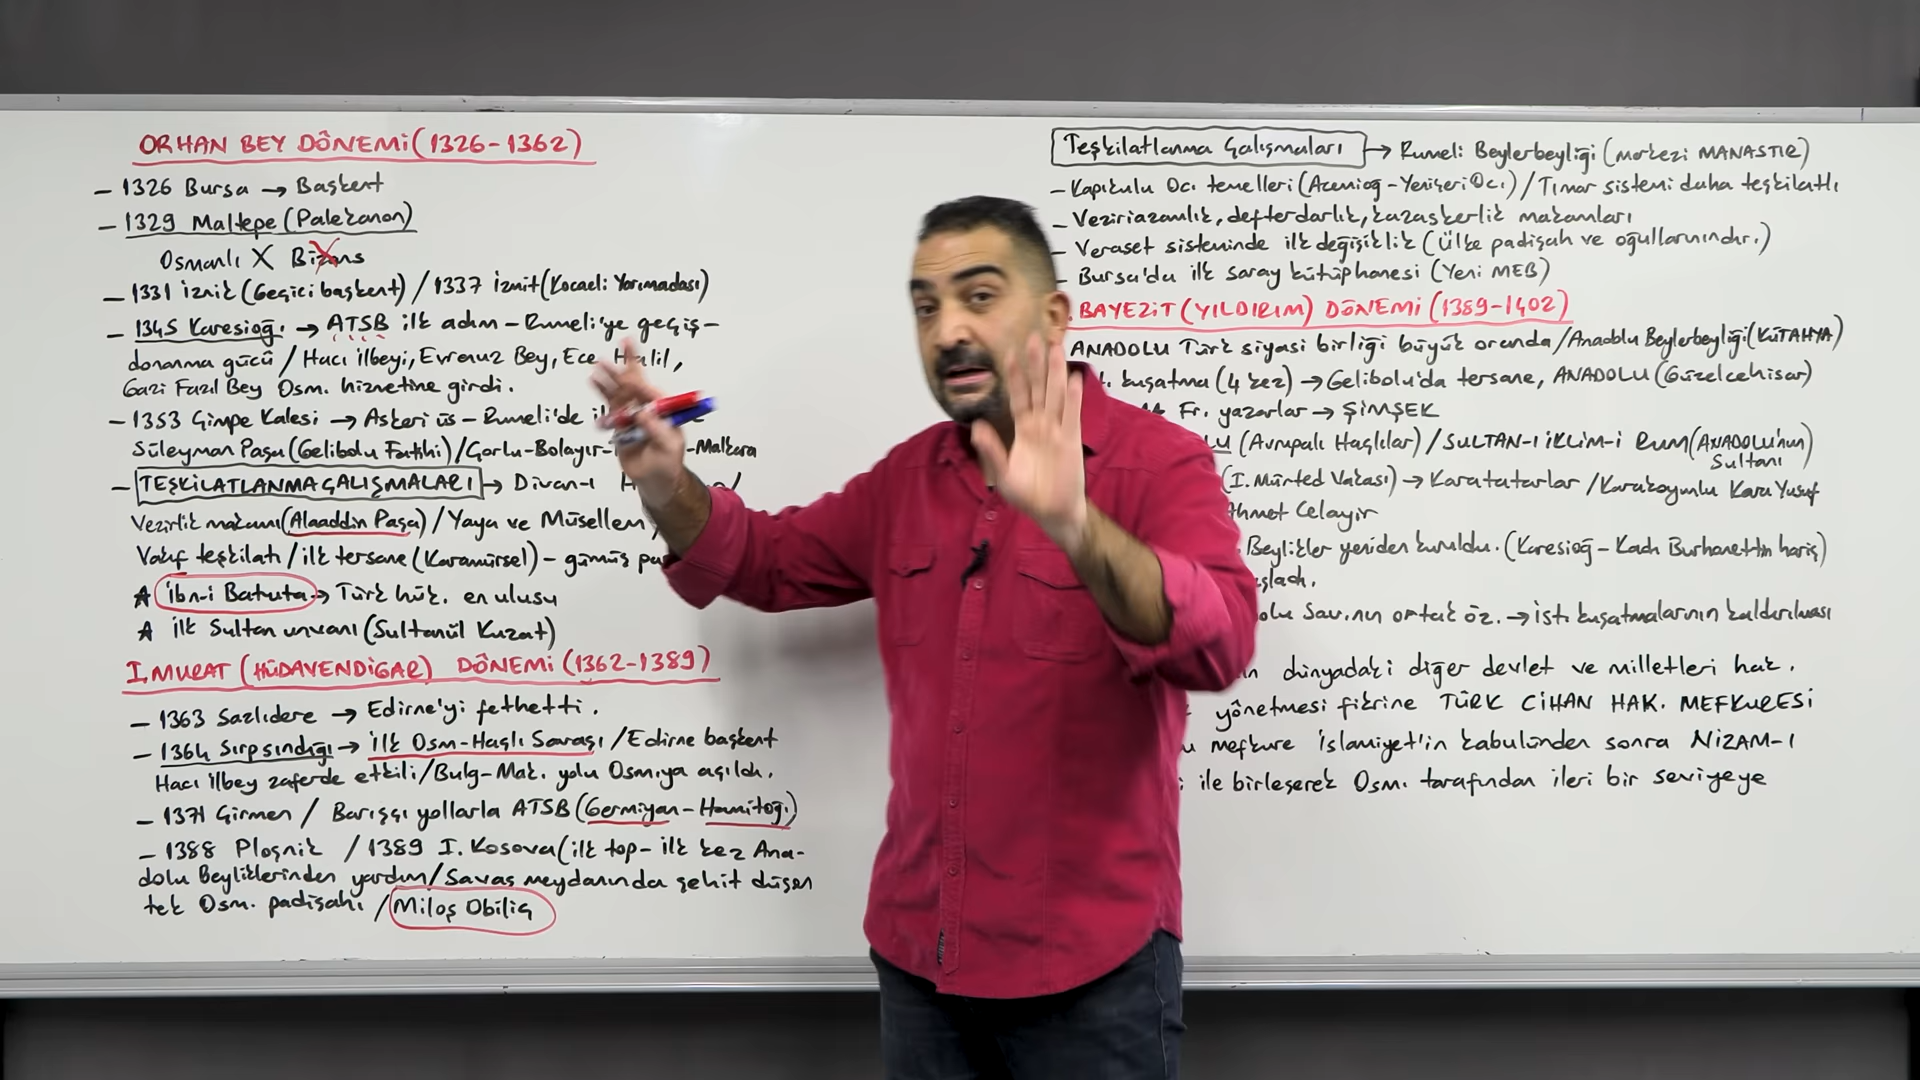 ORHAN BEY DÖNEMİ (1326-1362)
- 1326 Bursa → Başkent
- 1329 Maltepe (Palekanon)
Osmanlı X Bizans
- 1331 İznik (Geçici başkent) / 1337 İzmit (Kocaeli Yarımadası)
- 1345 Karesioğ. → ATSB ilk adım - Rumeli'ye geçiş -
donanma gücü / Hacı İlbeyi, Evrenuz Bey, Ece Halil,
Gazi Fazıl Bey Osm. hizmetine girdi.
- 1353 Çimpe Kalesi → Askeri üs - Rumeli'de
Süleyman Paşa (Gelibolu Fatihi) / Çorlu - Bolayır - - Malkara
- TEŞKİLATLANMA ÇALIŞMALARI → Divan-ı
Vezirlik makamı (Alaaddin Paşa) / Yaya ve Müsellem
Vakıf teşkilatı / ilk tersane (Karamürsel) - gümüş
★ İbn-i Batuta → Türk hük. en ulusu
★ İlk Sultan unvanı (Sultanül Kuzat)
I. MURAT (HÜDAVENDİGAR) DÖNEMİ (1362-1389)
- 1363 Sazlıdere → Edirne'yi fethetti.
- 1364 Sırpsındığı → İlk Osm-Haçlı Savaşı / Edirne başkent
Hacı İlbey zaferde etkili / Bulg-Mak. yolu Osm.ya açıldı.
- 1371 Çirmen / Barışçı yollarla ATSB (Germiyan - Hamitoğ.)
- 1388 Ploşnik / 1389 I. Kosova (ilk top - ilk kez Ana-
dolu Beyliklerinden yardım / Savaş meydanında şehit düşen
tek Osm. padişahı / Miloş Obiliç
Teşkilatlanma Çalışmaları → Rumeli Beylerbeyliği (merkezi MANASTIR)
- Kapıkulu Oc. temelleri (Acemioğ - Yeniçeri Oc.) / Tımar sistemi daha teşkilatlı
- Veziriazamlık, defterdarlık, kazaskerlik makamları
- Veraset sisteminde ilk değişiklik (Ülke padişah ve oğullarınındır.)
- Bursa'da ilk saray kütüphanesi (Yeni MEB)
BAYEZİT (YILDIRIM) DÖNEMİ (1389-1402)
ANADOLU Türk siyasi birliği büyük oranda / Anadolu Beylerbeyliği (KÜTAHYA)
kuşatma (4 kez) → Gelibolu'da tersane, ANADOLU (Güzelcehisar)
Fr. yazarlar → ŞİMŞEK
(Avrupalı Haçlılar) / SULTAN-I İKLİM-İ RUM (ANADOLU'nun
Sultanı)
(I. Mürted Vakası) → Karatatarlar / Karakoyunlu Kara Yusuf
Ahmet Celayir
Beylikler yeniden kuruldu. (Karesioğ - Kadı Burhanettin hariç)
Sav.nın ortak öz. → İst. kuşatmalarının kaldırılması
dünyadaki diğer devlet ve milletleri hak.
yönetmesi fikrine TÜRK CİHAN HAK. MEFKURESİ
mefkure İslamiyet'in kabulünden sonra NİZAM-I
ile birleşerek Osm. tarafından ileri bir seviyeye